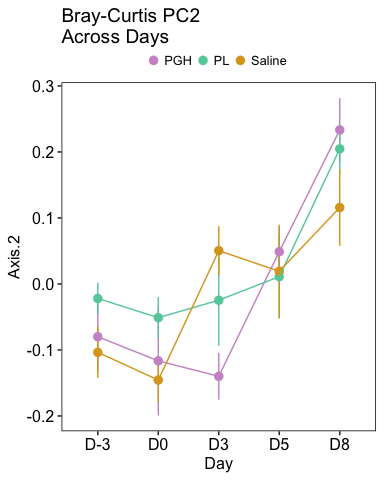 Bray-Curtis PC2
Across Days
PGH PL Saline
0.3
0.2
0.1
0.0
-0.1
-0.2
Axis.2
D-3 D0 D3 D5 D8
Day